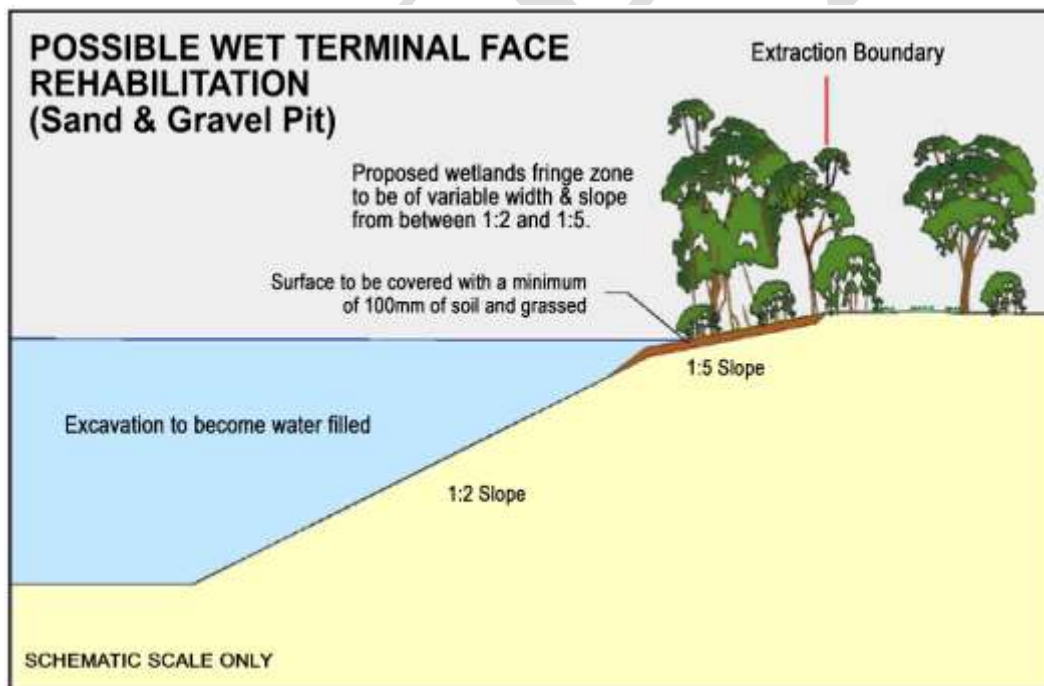 POSSIBLE WET TERMINAL FACE
REHABILITATION
(Sand & Gravel Pit)
Extraction Boundary
Proposed wetlands fringe zone
to be of variable width & slope
from between 1:2 and 1:5.
Surface to be covered with a minimum
of 100mm of soil and grassed
1:5 Slope
Excavation to become water filled
1:2 Slope
SCHEMATIC SCALE ONLY